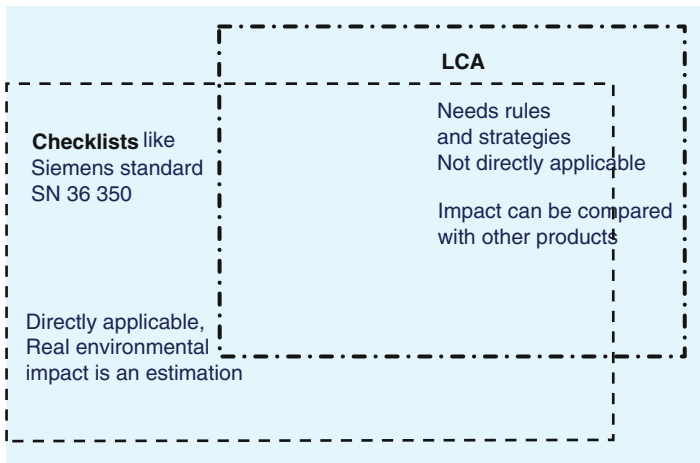 LCA
Needs rules
and strategies
Not directly applicable
Impact can be compared
with other products
Checklists like
Siemens standard
SN 36 350
Directly applicable,
Real environmental
impact is an estimation